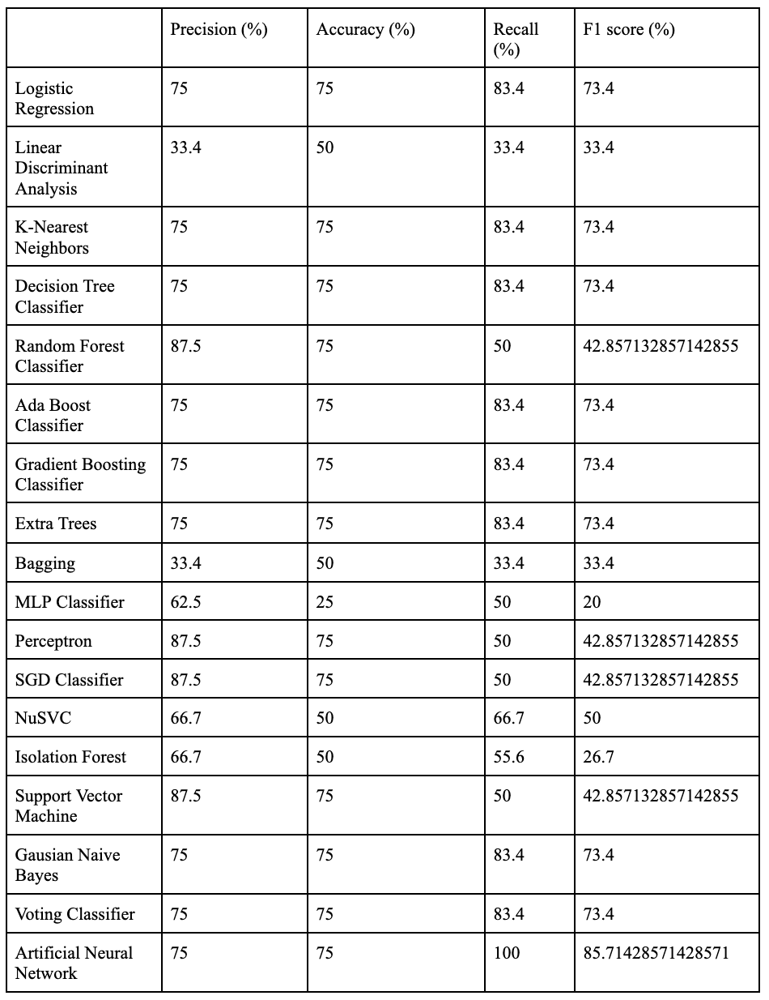 Precision (%) Accuracy (%) Recall (%) F1 score (%)
Logistic Regression 75 75 83.4 73.4
Linear Discriminant Analysis 33.4 50 33.4 33.4
K-Nearest Neighbors 75 75 83.4 73.4
Decision Tree Classifier 75 75 83.4 73.4
Random Forest Classifier 87.5 75 50 42.857132857142855
Ada Boost Classifier 75 75 83.4 73.4
Gradient Boosting Classifier 75 75 83.4 73.4
Extra Trees 75 75 83.4 73.4
Bagging 33.4 50 33.4 33.4
MLP Classifier 62.5 25 50 20
Perceptron 87.5 75 50 42.857132857142855
SGD Classifier 87.5 75 50 42.857132857142855
NuSVC 66.7 50 66.7 50
Isolation Forest 66.7 50 55.6 26.7
Support Vector Machine 87.5 75 50 42.857132857142855
Gausian Naive Bayes 75 75 83.4 73.4
Voting Classifier 75 75 83.4 73.4
Artificial Neural Network 75 75 100 85.71428571428571